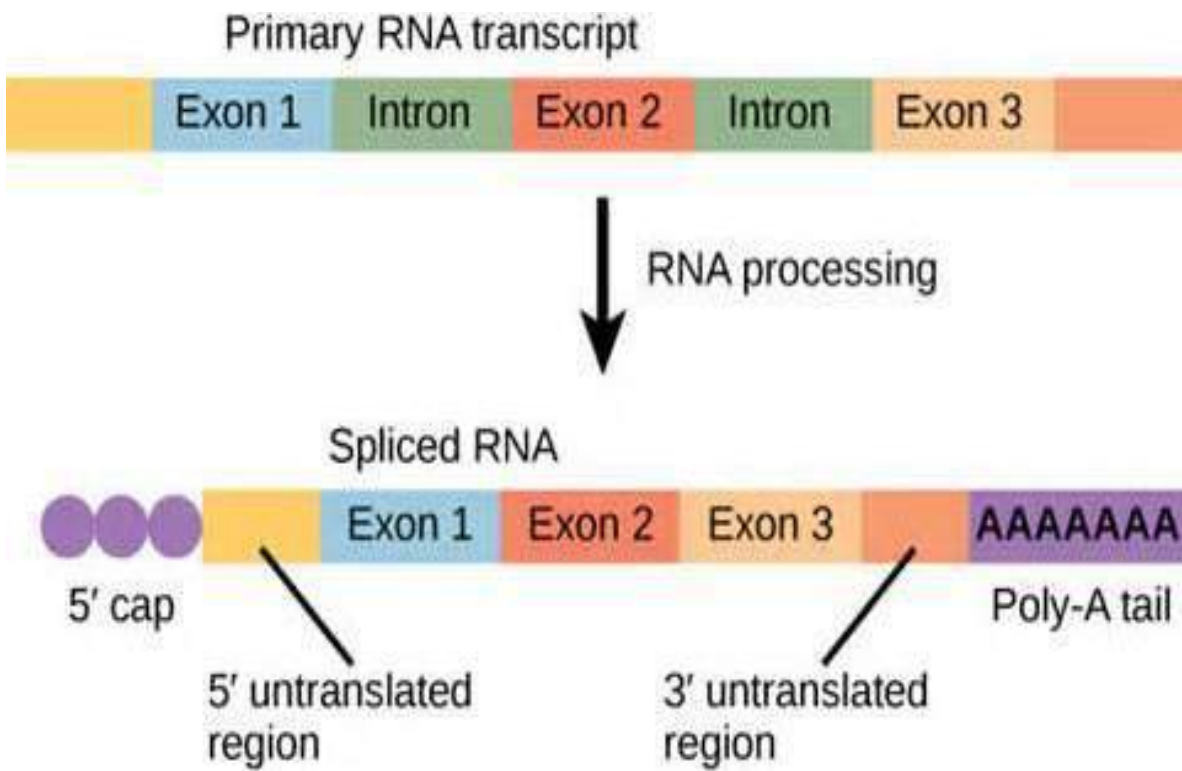 Primary RNA transcript
Exon 1 Intron Exon 2 Intron Exon 3
RNA processing
Spliced RNA
Exon 1 Exon 2 Exon 3 AAAAAAA
5′ cap
Poly-A tail
5′ untranslated
region
3′ untranslated
region